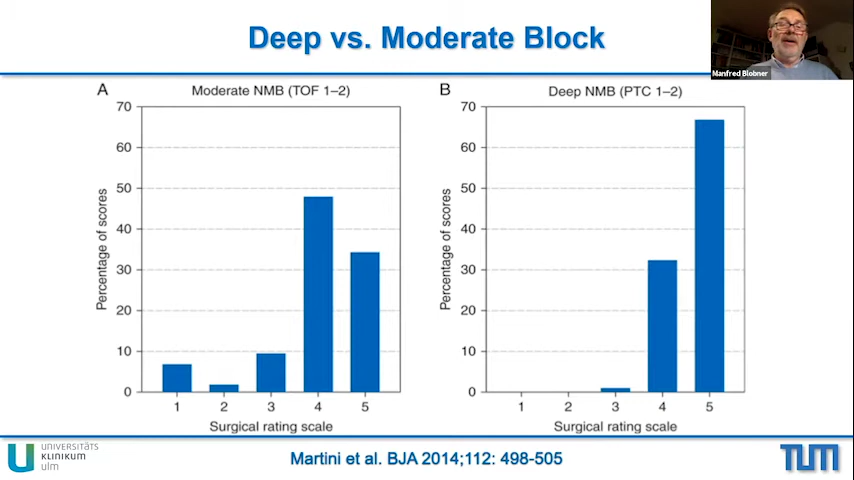 Deep vs. Moderate Block
Manfred Blobner
A
Moderate NMB (TOF 1–2)
70
60
50
40
30
20
10
0
Percentage of scores
1 2 3 4 5
Surgical rating scale
B
Deep NMB (PTC 1–2)
70
60
50
40
30
20
10
0
Percentage of scores
1 2 3 4 5
Surgical rating scale
U
UNIVERSITÄTS
KLINIKUM
ulm
Martini et al. BJA 2014;112: 498-505
TUM